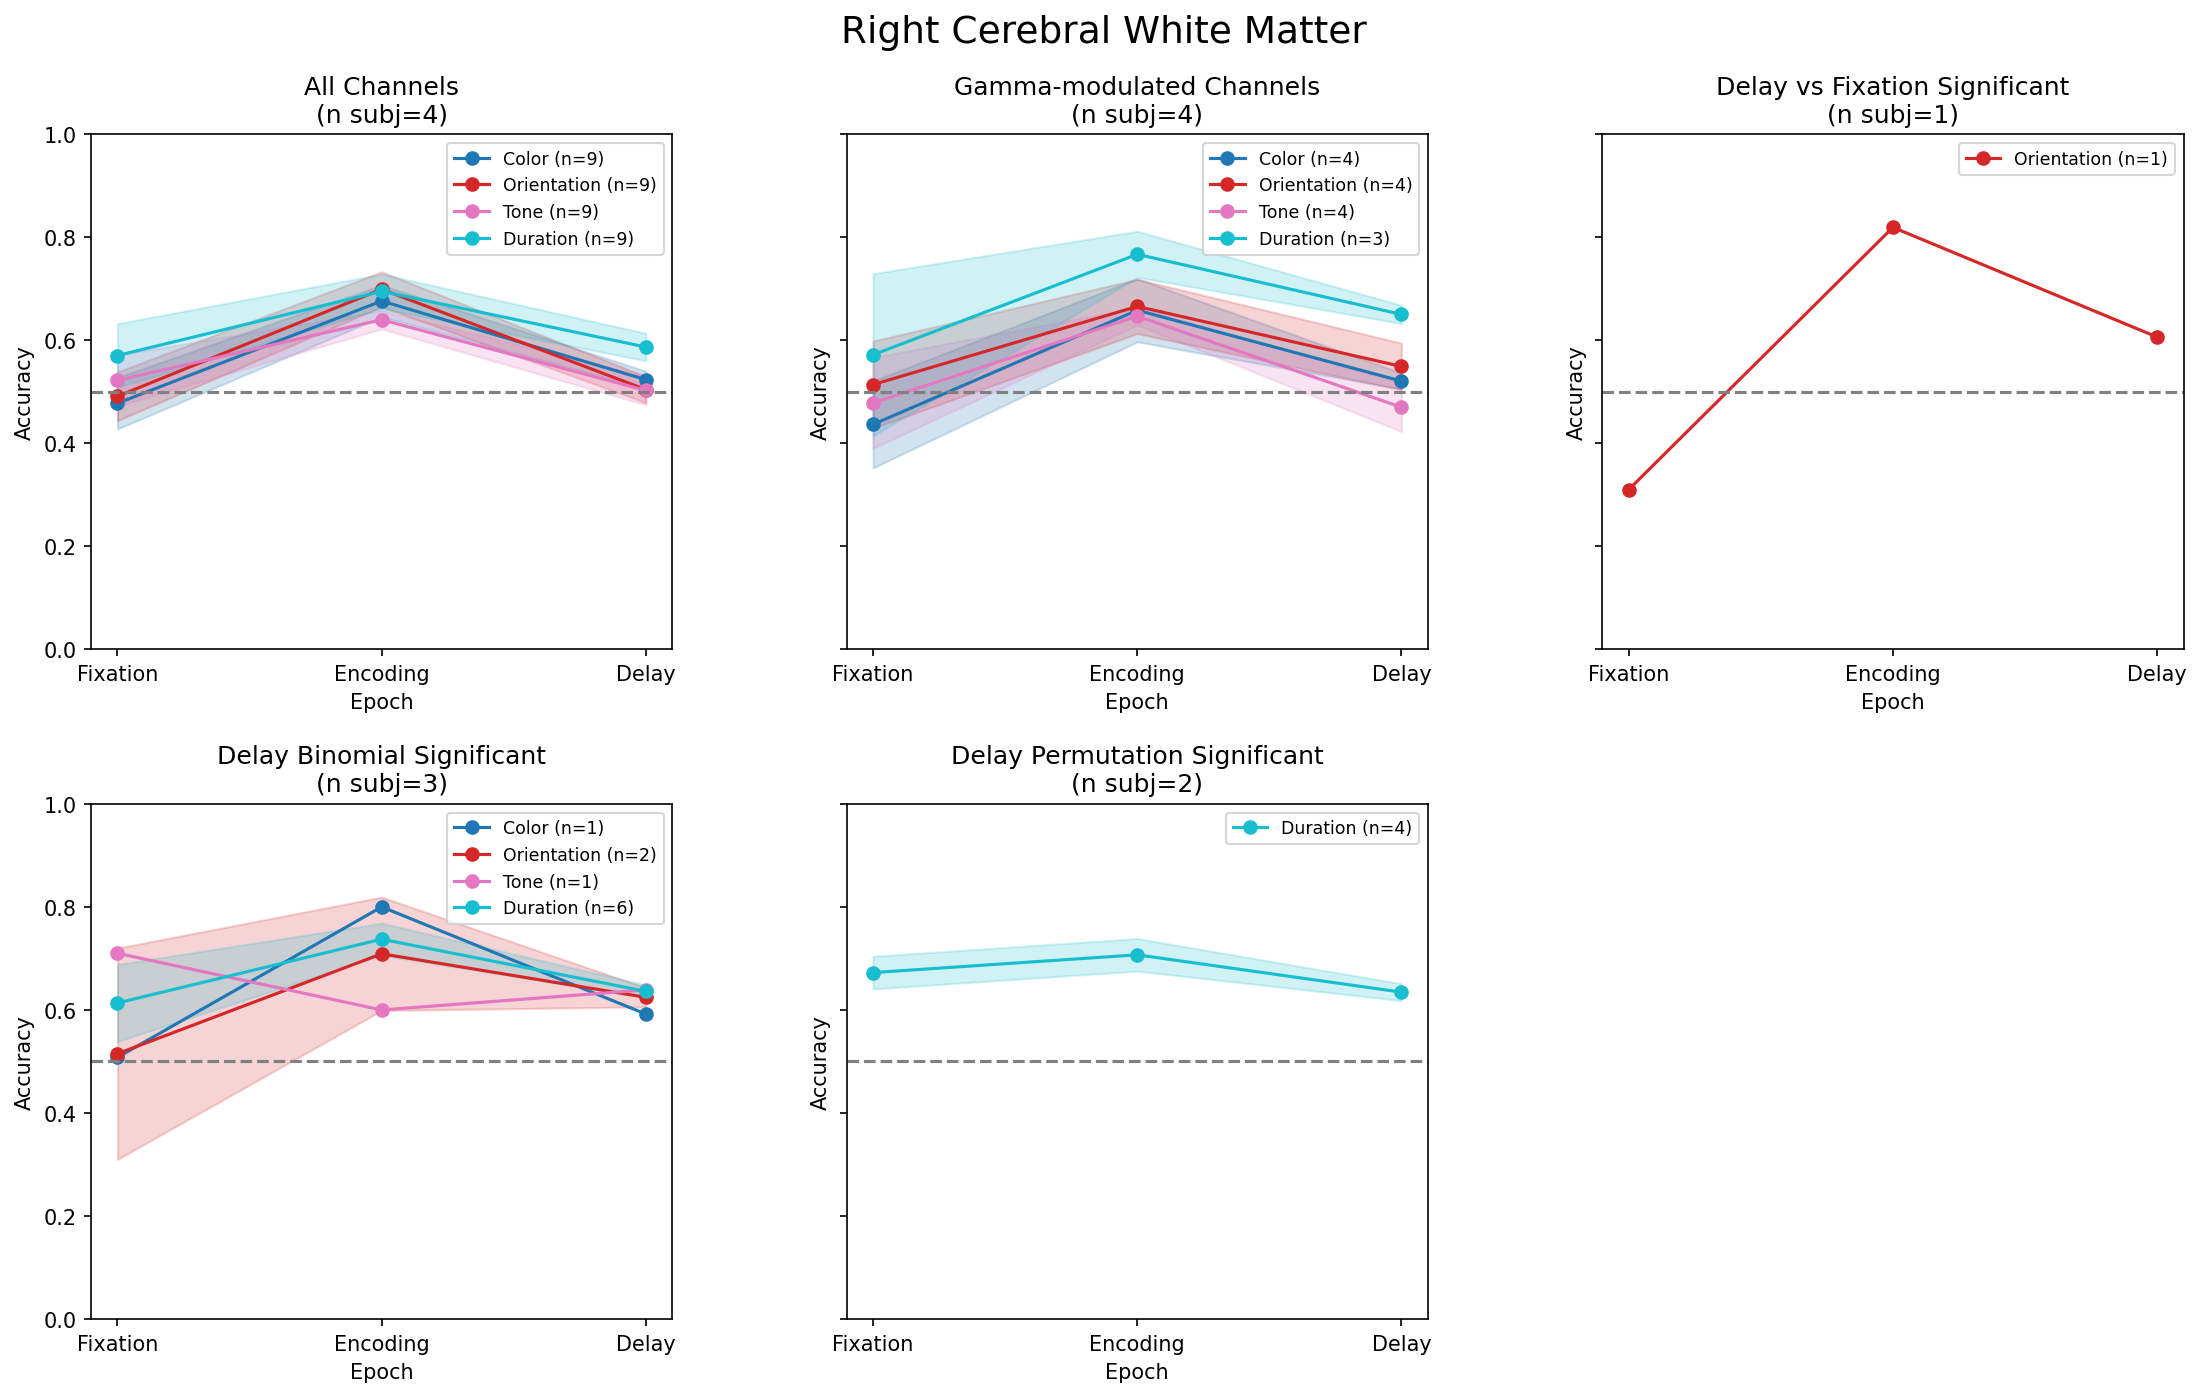 Right Cerebral White Matter
All Channels
(n subj=4)
Color (n=9)
Orientation (n=9)
Tone (n=9)
Duration (n=9)
1.0
0.8
0.6
0.4
0.2
0.0
Accuracy
Fixation
Encoding
Delay
Epoch
Gamma-modulated Channels
(n subj=4)
Color (n=4)
Orientation (n=4)
Tone (n=4)
Duration (n=3)
Accuracy
Fixation
Encoding
Delay
Epoch
Delay vs Fixation Significant
(n subj=1)
Orientation (n=1)
Accuracy
Fixation
Encoding
Delay
Epoch
Delay Binomial Significant
(n subj=3)
Color (n=1)
Orientation (n=2)
Tone (n=1)
Duration (n=6)
1.0
0.8
0.6
0.4
0.2
0.0
Accuracy
Fixation
Encoding
Delay
Epoch
Delay Permutation Significant
(n subj=2)
Duration (n=4)
Accuracy
Fixation
Encoding
Delay
Epoch